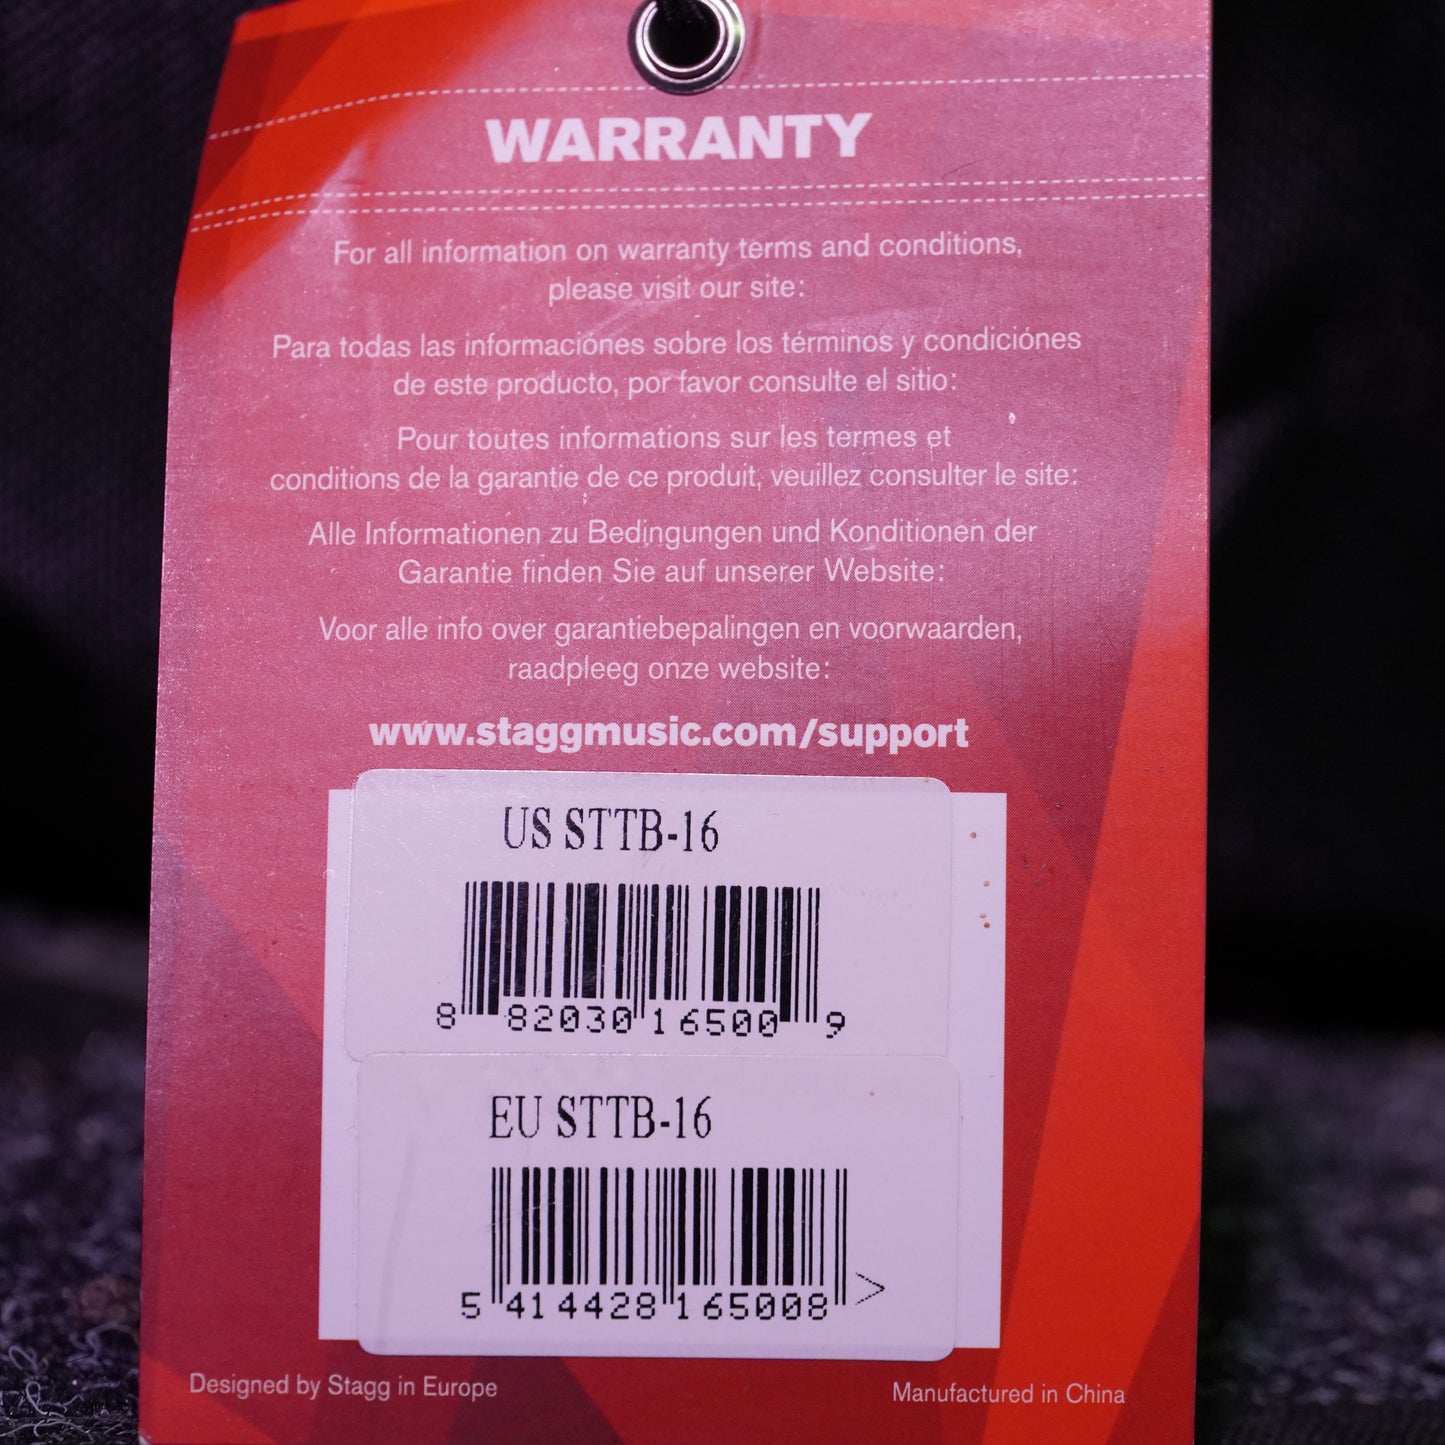 WARRANTY
For all information on warranty terms and conditions,
please visit our site:
Para todas las informaciónes sobre los términos y condiciónes
de este producto, por favor consulte el sitio:
Pour toutes informations sur les termes et
conditions de la garantie de ce produit, veuillez consulter le site:
Alle Informationen zu Bedingungen und Konditionen der
Garantie finden Sie auf unserer Website:
Voor alle info over garantiebepalingen en voorwaarden,
raadpleeg onze website:
www.staggmusic.com/support
US STTB-16
8 82030 16500 9
EU STTB-16
5 414428 165008 >
Designed by Stagg in Europe
Manufactured in China